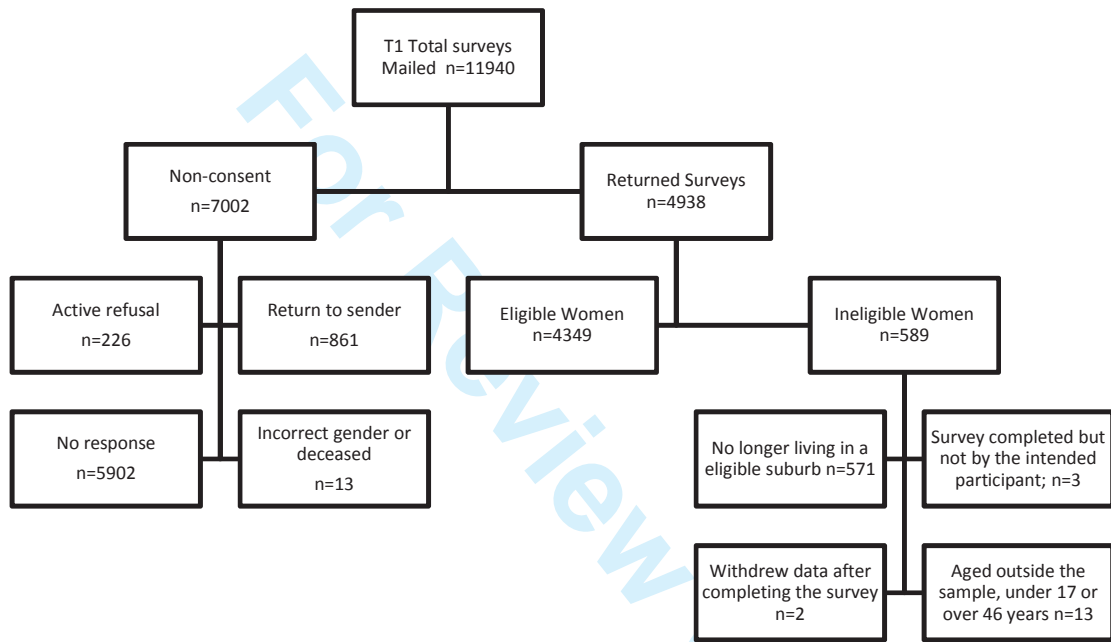 T1 Total surveys
Mailed n=11940
Non-consent
n=7002
Returned Surveys
n=4938
Active refusal
n=226
Return to sender
n=861
Eligible Women
n=4349
Ineligible Women
n=589
No response
n=5902
Incorrect gender or
deceased
n=13
No longer living in a
eligible suburb n=571
Survey completed but
not by the intended
participant; n=3
Withdrew data after
completing the survey
n=2
Aged outside the
sample, under 17 or
over 46 years n=13
For Review